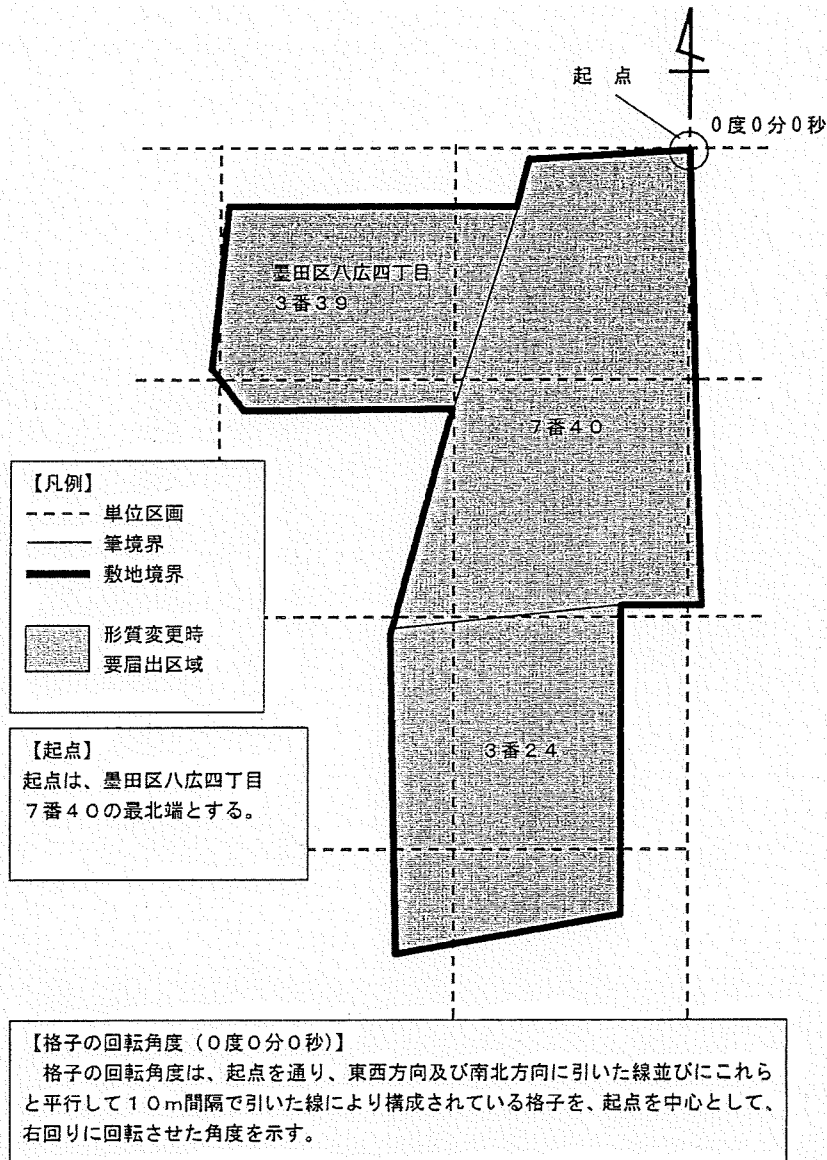 起 点
0度0分0秒
墨田区八広四丁目
3番39
7番40
【凡例】
単位区画
筆境界
敷地境界
形質変更時
要届出区域
3番24
【起点】
起点は、墨田区八広四丁目
7番40の最北端とする。
【格子の回転角度（0度0分0秒）】
格子の回転角度は、起点を通り、東西方向及び南北方向に引いた線並びにこれら
と平行して10m間隔で引いた線により構成されている格子を、起点を中心として、
右回りに回転させた角度を示す。